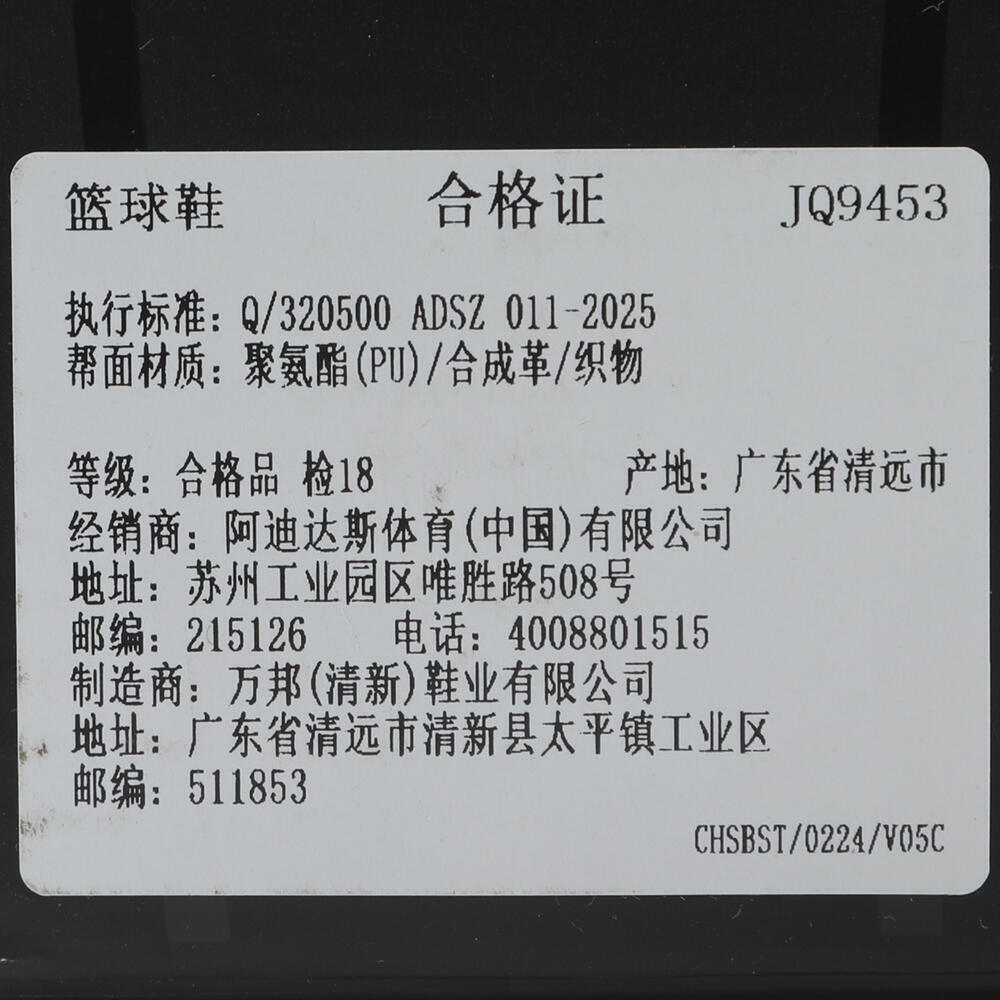 篮球鞋 合格证 JQ9453
执行标准: Q/320500 ADSZ 011-2025
帮面材质: 聚氨酯(PU)/合成革/织物
等级: 合格品 检18 产地: 广东省清远市
经销商: 阿迪达斯体育(中国)有限公司
地址: 苏州工业园区唯胜路508号
邮编: 215126 电话: 4008801515
制造商: 万邦(清新)鞋业有限公司
地址: 广东省清远市清新县太平镇工业区
邮编: 511853
CHSBST/0224/V05C